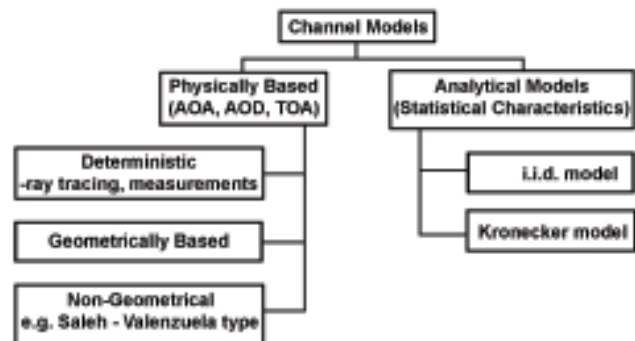 Channel Models
Physically Based
(AOA, AOD, TOA)
Analytical Models
(Statistical Characteristics)
Deterministic
-ray tracing, measurements
i.i.d. model
Geometrically Based
Kronecker model
Non-Geometrical
e.g. Saleh - Valenzuela type